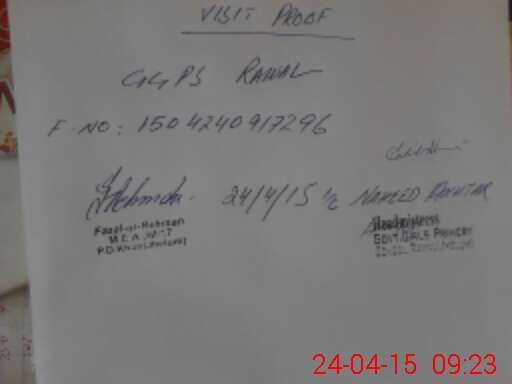 VISIT PROOF
GGPS RAWAL
F. NO: 1504240917296
24/4/15 NAHEED AKHTAR
Fazal-ur-Rehman
Headmistress
GOVT. GIRLS PRIMARY
24-04-15 09:23